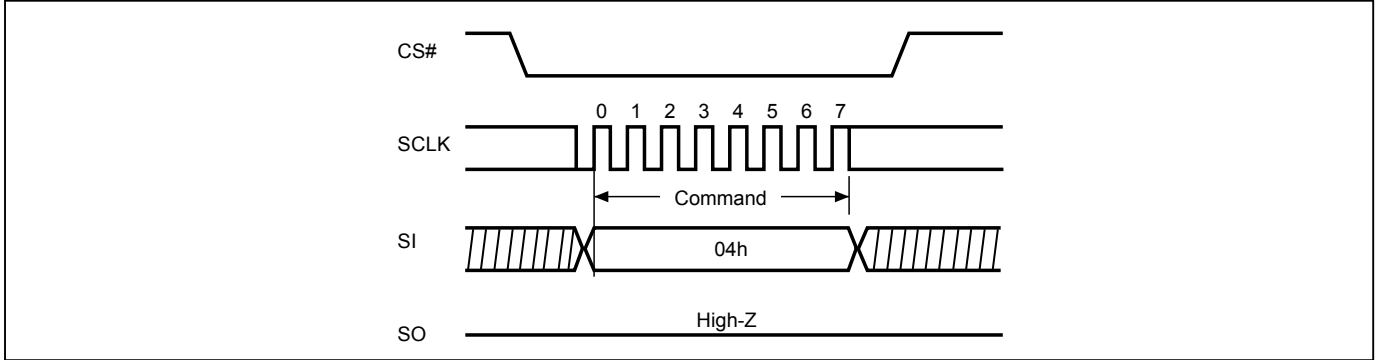 CS#
0 1 2 3 4 5 6 7
SCLK
Command
SI
04h
High-Z
SO